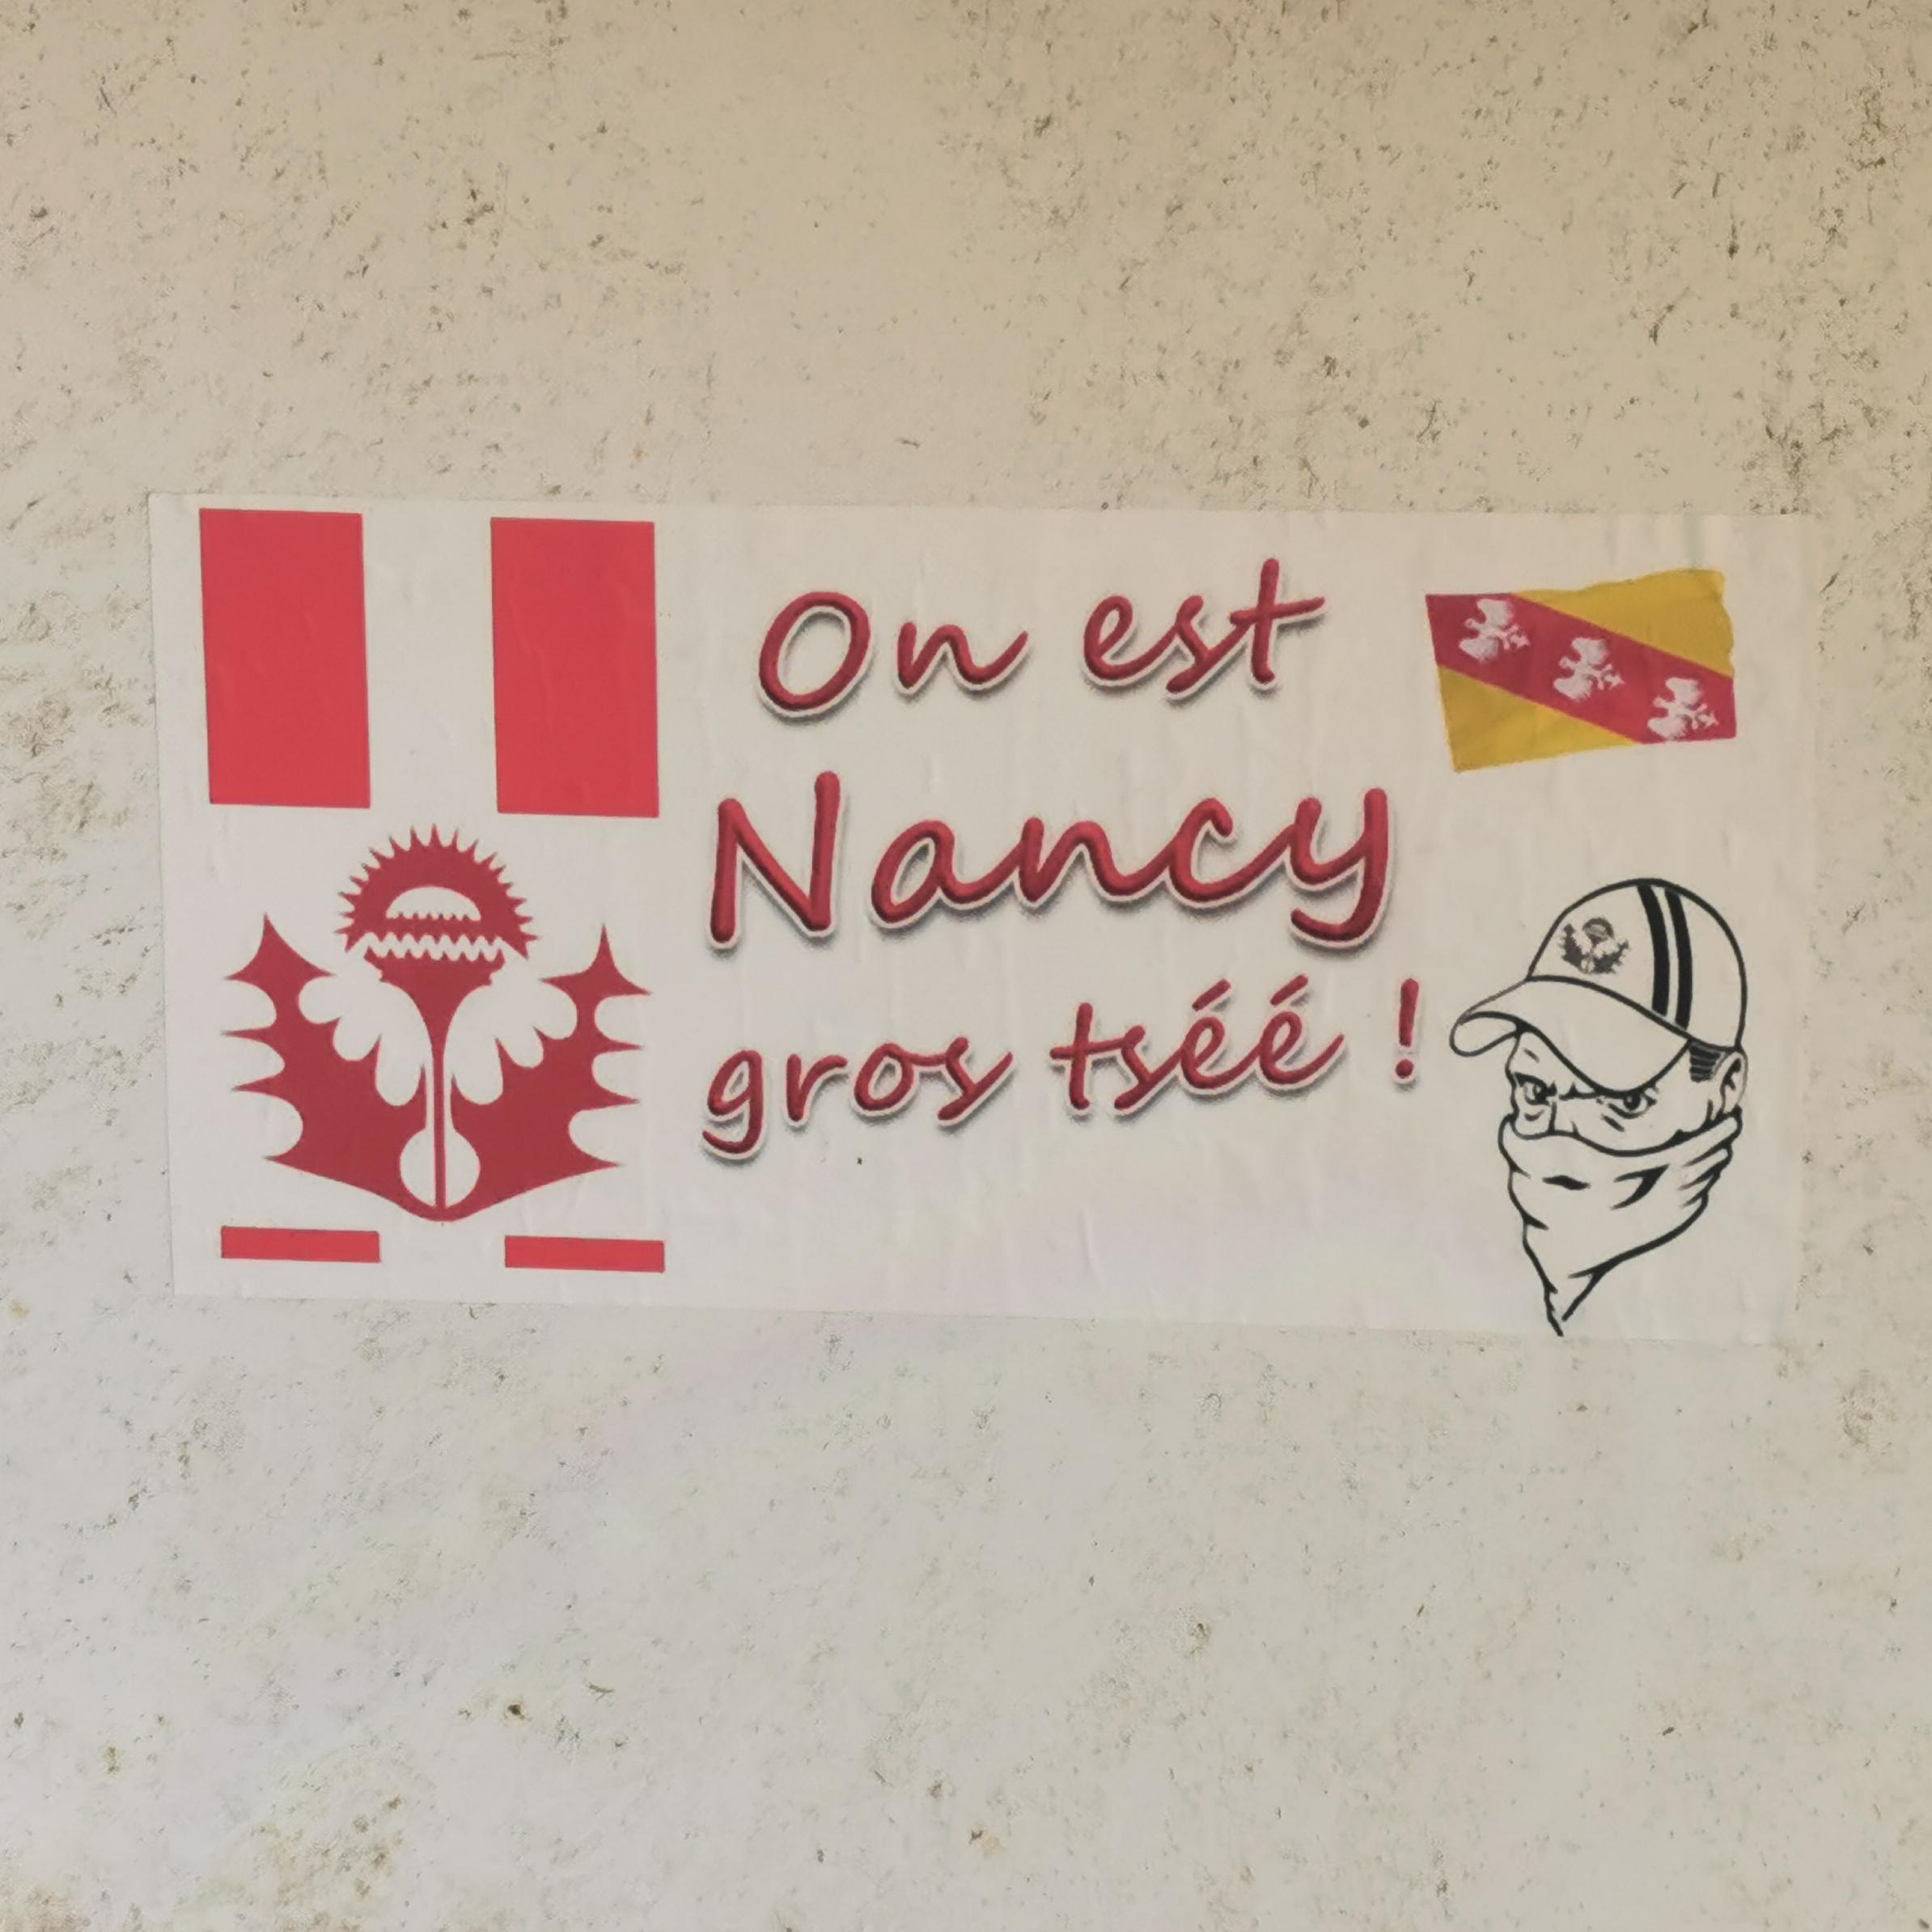 On est
Nancy
gros tséé !